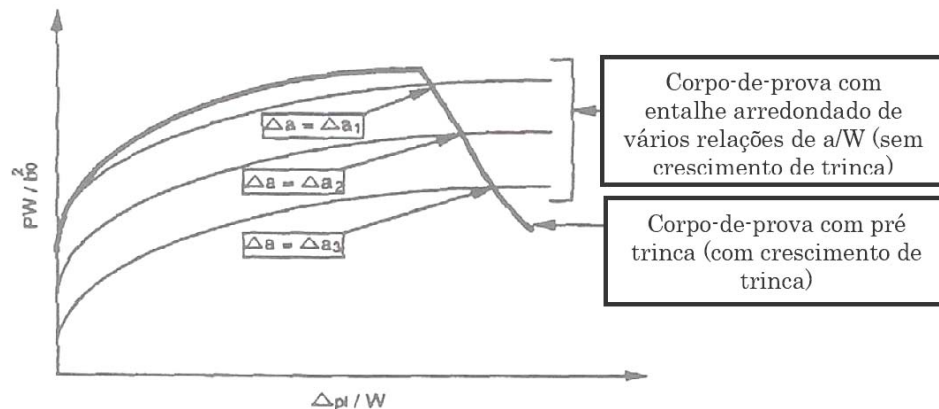 Corpo-de-prova com
entalhe arredondado de
vários relações de a/W (sem
crescimento de trinca)
Δa = Δa₁
Δa = Δa₂
Corpo-de-prova com pré
trinca (com crescimento de
trinca)
Δa = Δa₃
PW / b₀²
Δpl / W